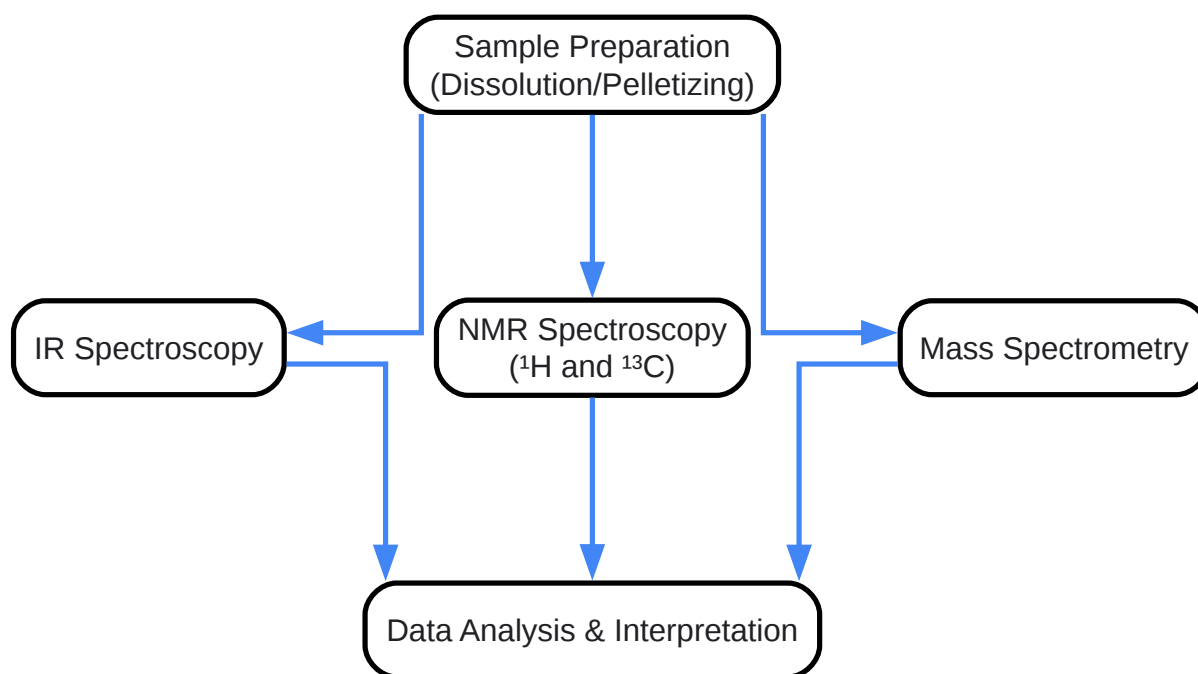 Sample Preparation
(Dissolution/Pelletizing)
IR Spectroscopy
NMR Spectroscopy
(¹H and ¹³C)
Mass Spectrometry
Data Analysis & Interpretation